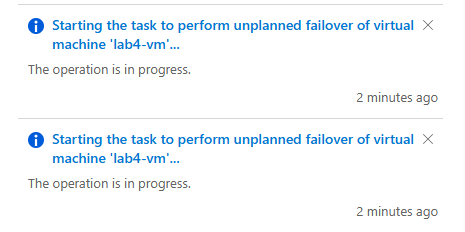 Starting the task to perform unplanned failover of virtual
machine 'lab4-vm'...
The operation is in progress.
2 minutes ago
Starting the task to perform unplanned failover of virtual
machine 'lab4-vm'...
The operation is in progress.
2 minutes ago